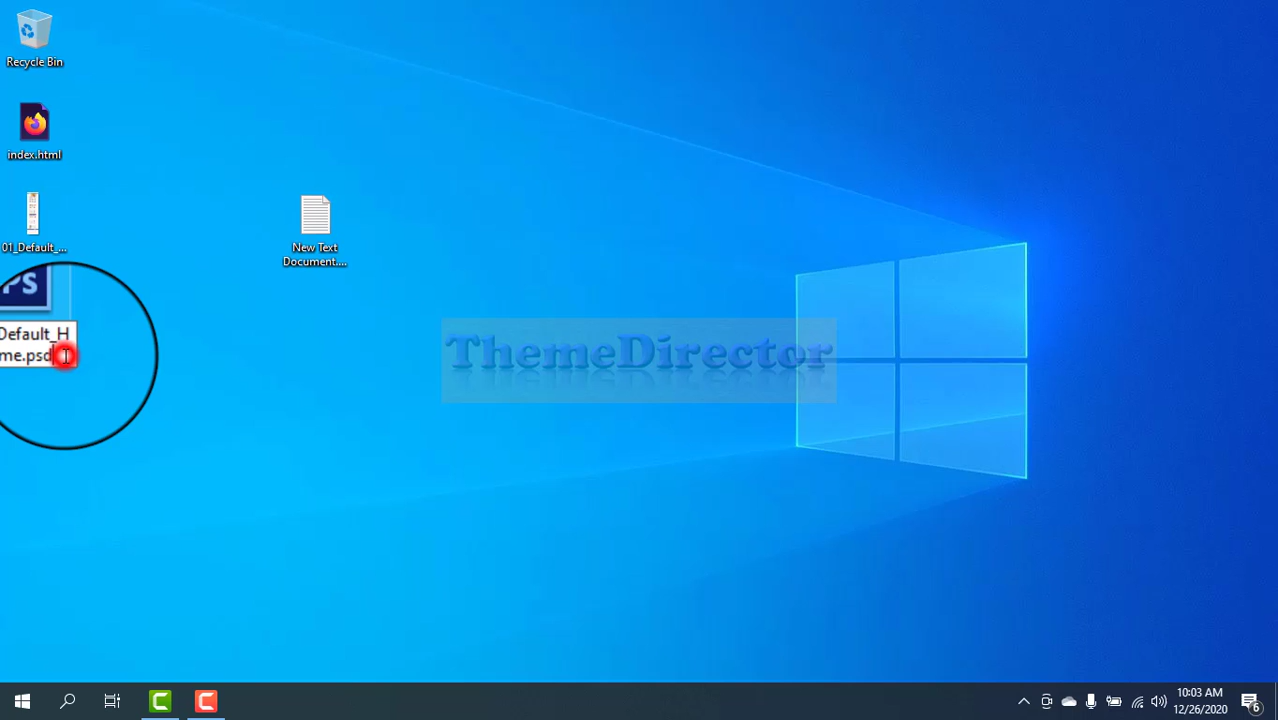 Recycle Bin
index.html
01_Default_...
New Text
Document....
PS
Default_H
me.psd
ThemeDirector
10:03 AM
12/26/2020
6